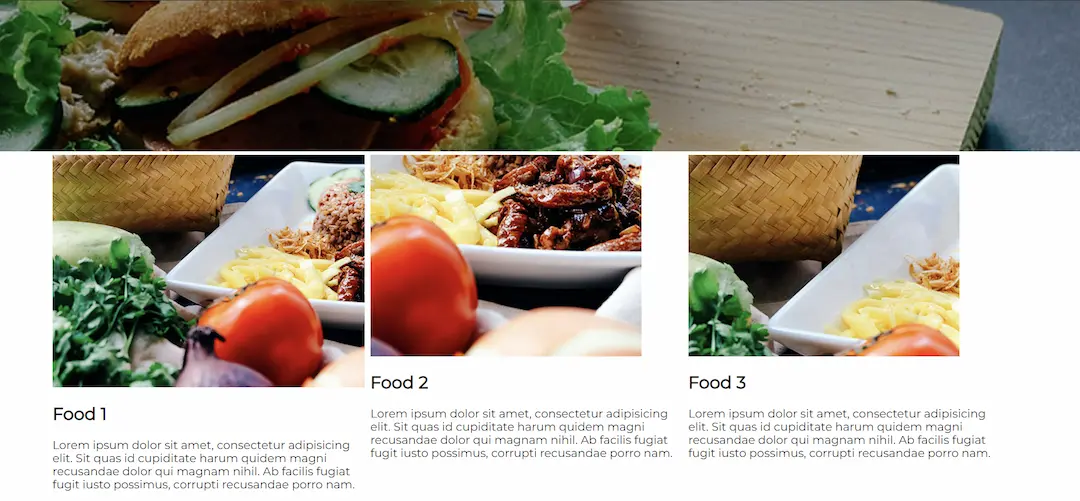 Food 1
Lorem ipsum dolor sit amet, consectetur adipisicing
elit. Sit quas id cupiditate harum quidem magni
recusandae dolor qui magnam nihil. Ab facilis fugiat
fugit iusto possimus, corrupti recusandae porro nam.
Food 2
Lorem ipsum dolor sit amet, consectetur adipisicing
elit. Sit quas id cupiditate harum quidem magni
recusandae dolor qui magnam nihil. Ab facilis fugiat
fugit iusto possimus, corrupti recusandae porro nam.
Food 3
Lorem ipsum dolor sit amet, consectetur adipisicing
elit. Sit quas id cupiditate harum quidem magni
recusandae dolor qui magnam nihil. Ab facilis fugiat
fugit iusto possimus, corrupti recusandae porro nam.